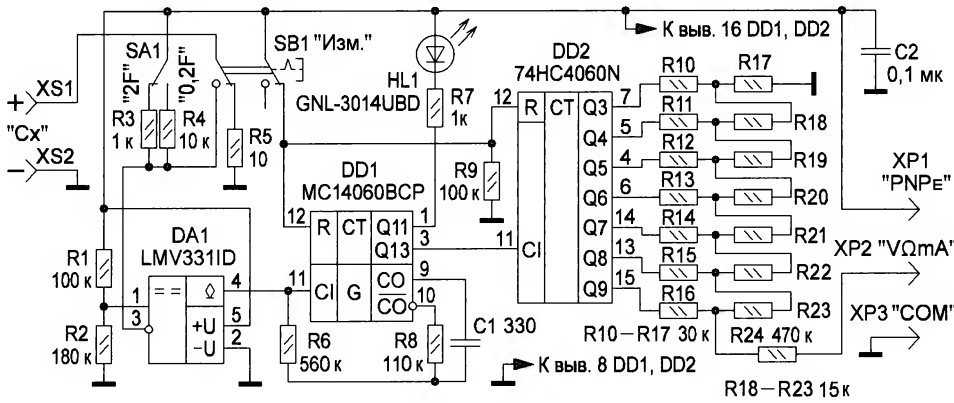 К выв. 16 DD1, DD2
SA1
SB1 "Изм."
HL1
GNL-3014UBD
DD2
74HC4060N
C2
0,1 мк
+
XS1
"Cx"
−
XS2
"2F"
"0,2F"
R3
1 к
R4
10 к
R5
10
R7
1к
DD1
MC14060BCP
R9
100 к
12
R
CT
Q3
7
Q4
5
Q5
4
Q6
6
Q7
14
Q8
13
Q9
15
11
CI
R10
R11
R12
R13
R14
R15
R16
R17
R18
R19
R20
R21
R22
R23
R10−R17 30 к
R24 470 к
R18−R23 15 к
XP1
"PNPE"
XP2 "VΩmA"
XP3 "COM"
R1
100 к
R2
180 к
DA1
LMV331ID
1
3
= =
◊
+U
−U
4
5
2
12
R
CT
Q11
1
Q13
3
11
CI
G
CO
9
CO
10
R6
560 к
R8
110 к
C1 330
К выв. 8 DD1, DD2